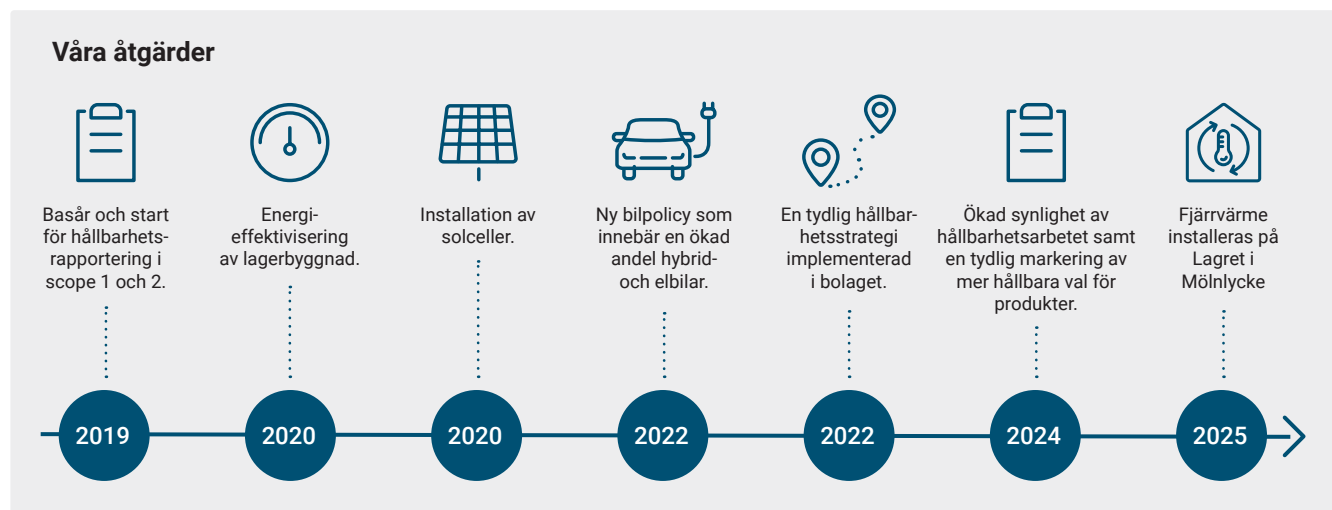 Våra åtgärder
Basår och start
för hållbarhets-
rapportering i
scope 1 och 2.
Energi-
effektivisering
av lagerbyggnad.
Installation av
solceller.
Ny bilpolicy som
innebär en ökad
andel hybrid-
och elbilar.
En tydlig hållbar-
hetsstrategi
implementerad
i bolaget.
Ökad synlighet av
hållbarhetsarbetet samt
en tydlig markering av
mer hållbara val för
produkter.
Fjärrvärme
installeras på
Lagret i
Mölnlycke
2019
2020
2020
2022
2022
2024
2025